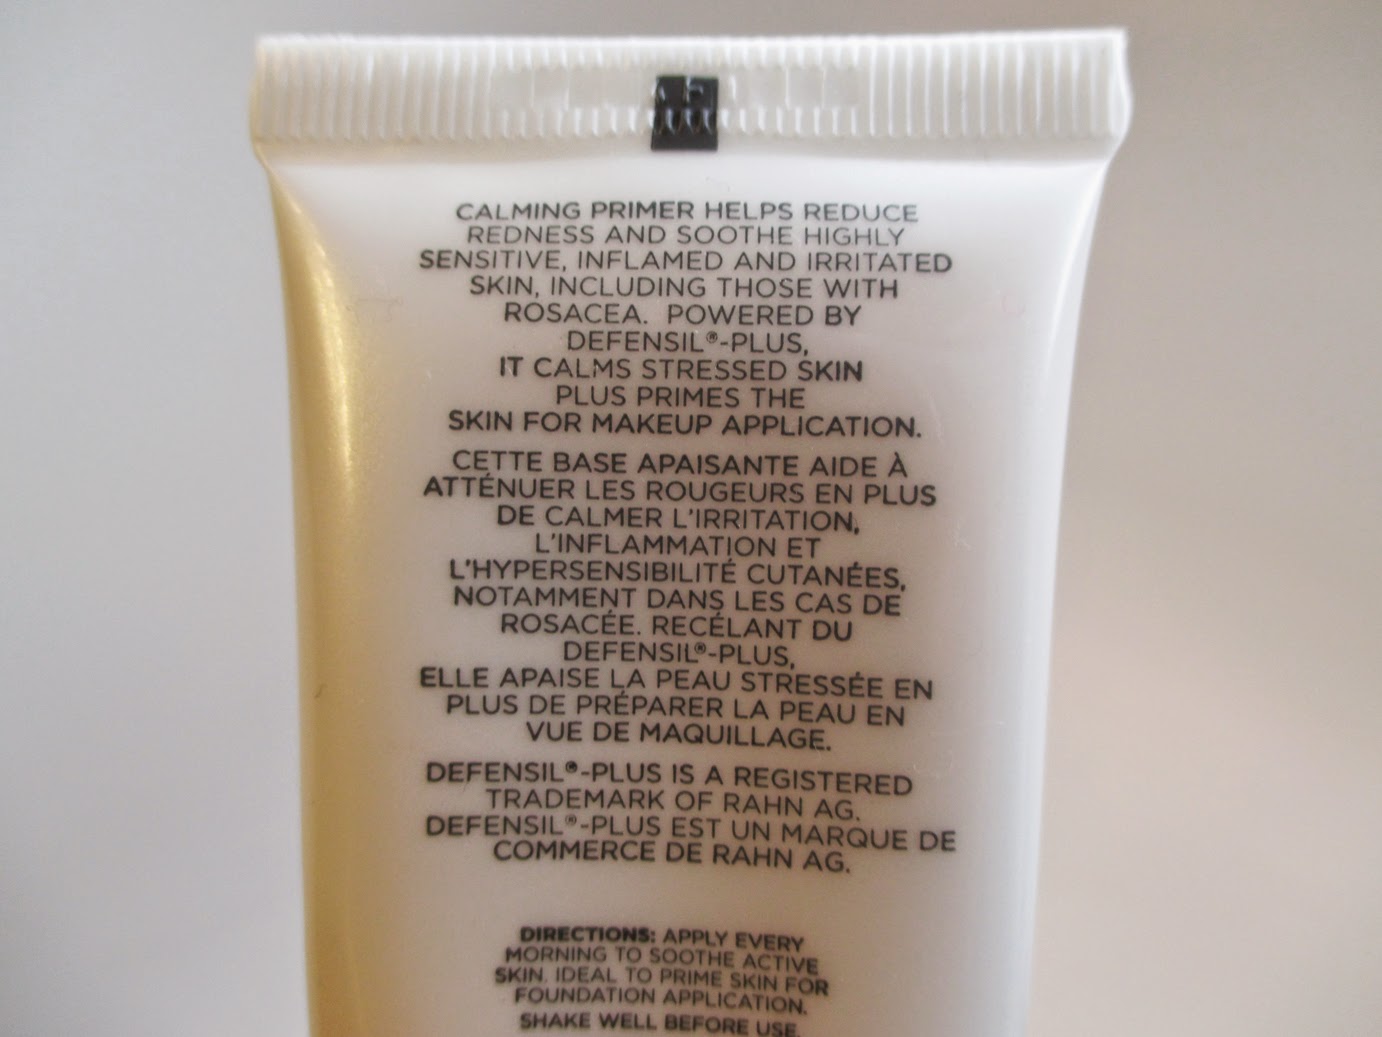 CALMING PRIMER HELPS REDUCE
REDNESS AND SOOTHE HIGHLY
SENSITIVE, INFLAMED AND IRRITATED
SKIN, INCLUDING THOSE WITH
ROSACEA. POWERED BY
DEFENSIL®-PLUS,
IT CALMS STRESSED SKIN
PLUS PRIMES THE
SKIN FOR MAKEUP APPLICATION.
CETTE BASE APAISANTE AIDE À
ATTÉNUER LES ROUGEURS EN PLUS
DE CALMER L'IRRITATION,
L'INFLAMMATION ET
L'HYPERSENSIBILITÉ CUTANÉES,
NOTAMMENT DANS LES CAS DE
ROSACÉE. RECÉLANT DU
DEFENSIL®-PLUS,
ELLE APAISE LA PEAU STRESSÉE EN
PLUS DE PRÉPARER LA PEAU EN
VUE DE MAQUILLAGE.
DEFENSIL®-PLUS IS A REGISTERED
TRADEMARK OF RAHN AG.
DEFENSIL®-PLUS EST UN MARQUE DE
COMMERCE DE RAHN AG.
DIRECTIONS: APPLY EVERY
MORNING TO SOOTHE ACTIVE
SKIN. IDEAL TO PRIME SKIN FOR
FOUNDATION APPLICATION.
SHAKE WELL BEFORE USE.